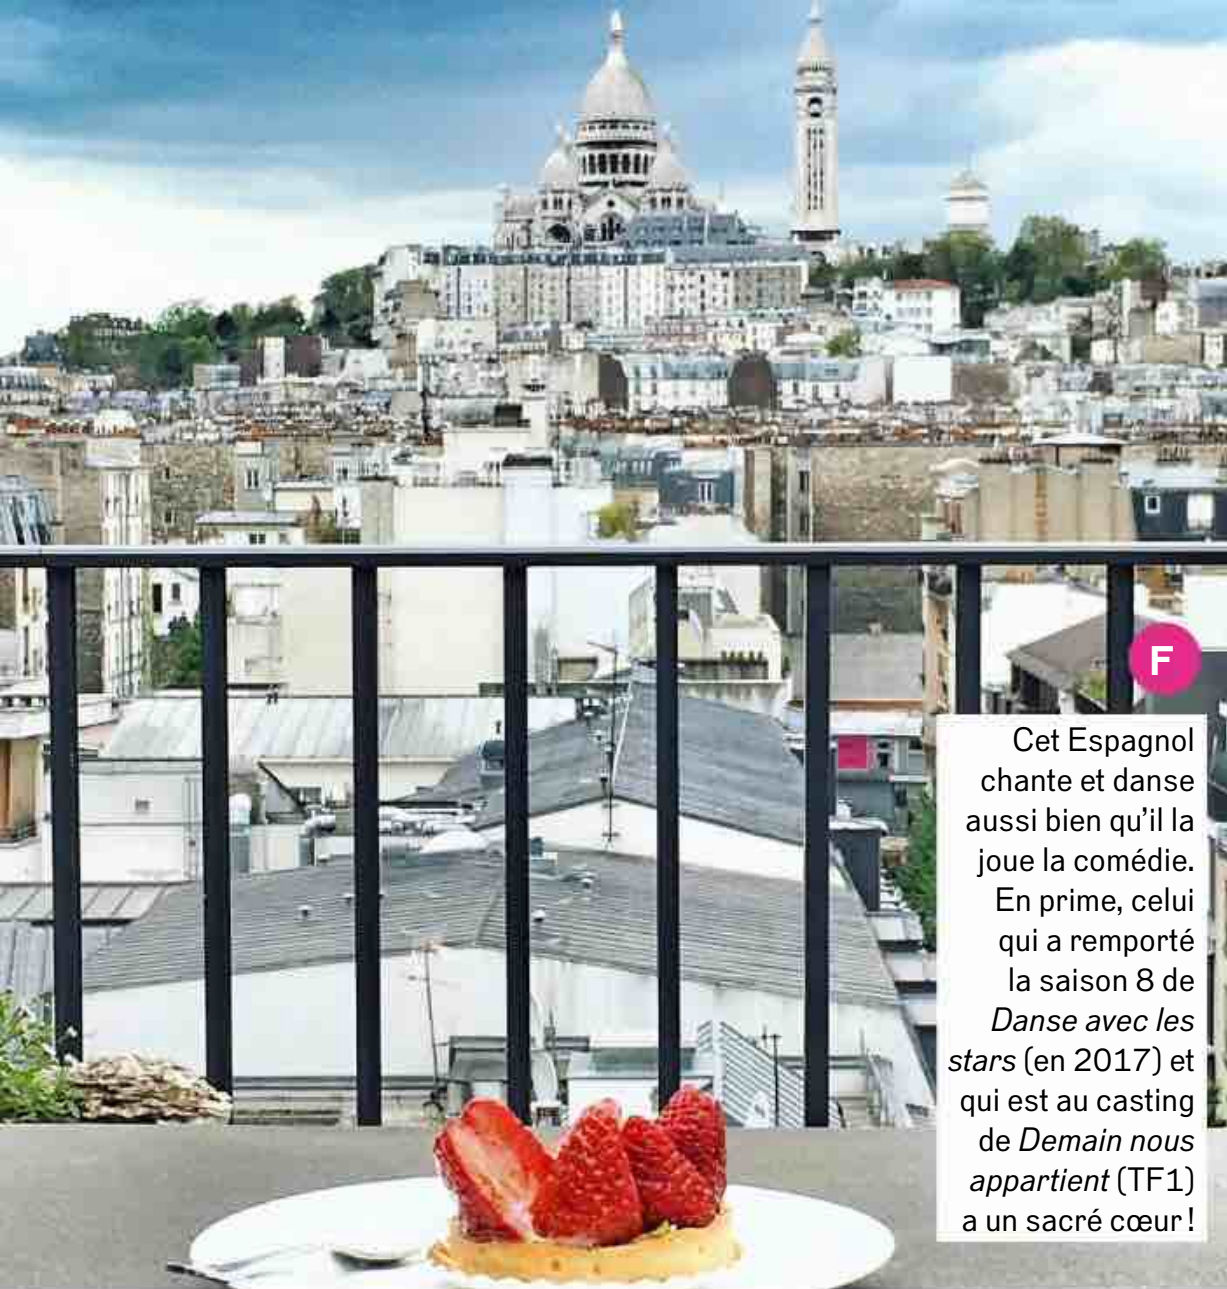 F
Cet Espagnol
chante et danse
aussi bien qu'il la
joue la comédie.
En prime, celui
qui a remporté
la saison 8 de
Danse avec les
stars (en 2017) et
qui est au casting
de Demain nous
appartient (TF1)
a un sacré cœur !